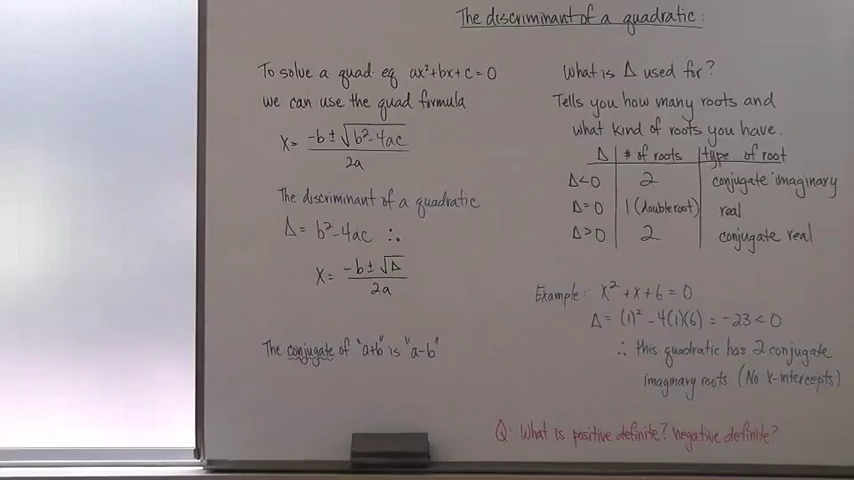 The discriminant of a quadratic:
To solve a quad. eq ax²+bx+c=0
we can use the quad formula
x = -b ± √b²-4ac / 2a
The discriminant of a quadratic
Δ = b²-4ac ∴
x = -b ± √Δ / 2a
The conjugate of "a+b" is "a-b"
What is Δ used for?
Tells you how many roots and
what kind of roots you have.
Δ | # of roots | type of root
Δ<0 | 2 | conjugate imaginary
Δ=0 | 1 (double root) | real
Δ>0 | 2 | conjugate real
Example: x²+x+6=0
Δ = (1)² - 4(1)(6) = -23 < 0
∴ this quadratic has 2 conjugate
imaginary roots (No x-intercepts)
Q: What is positive definite? negative definite?